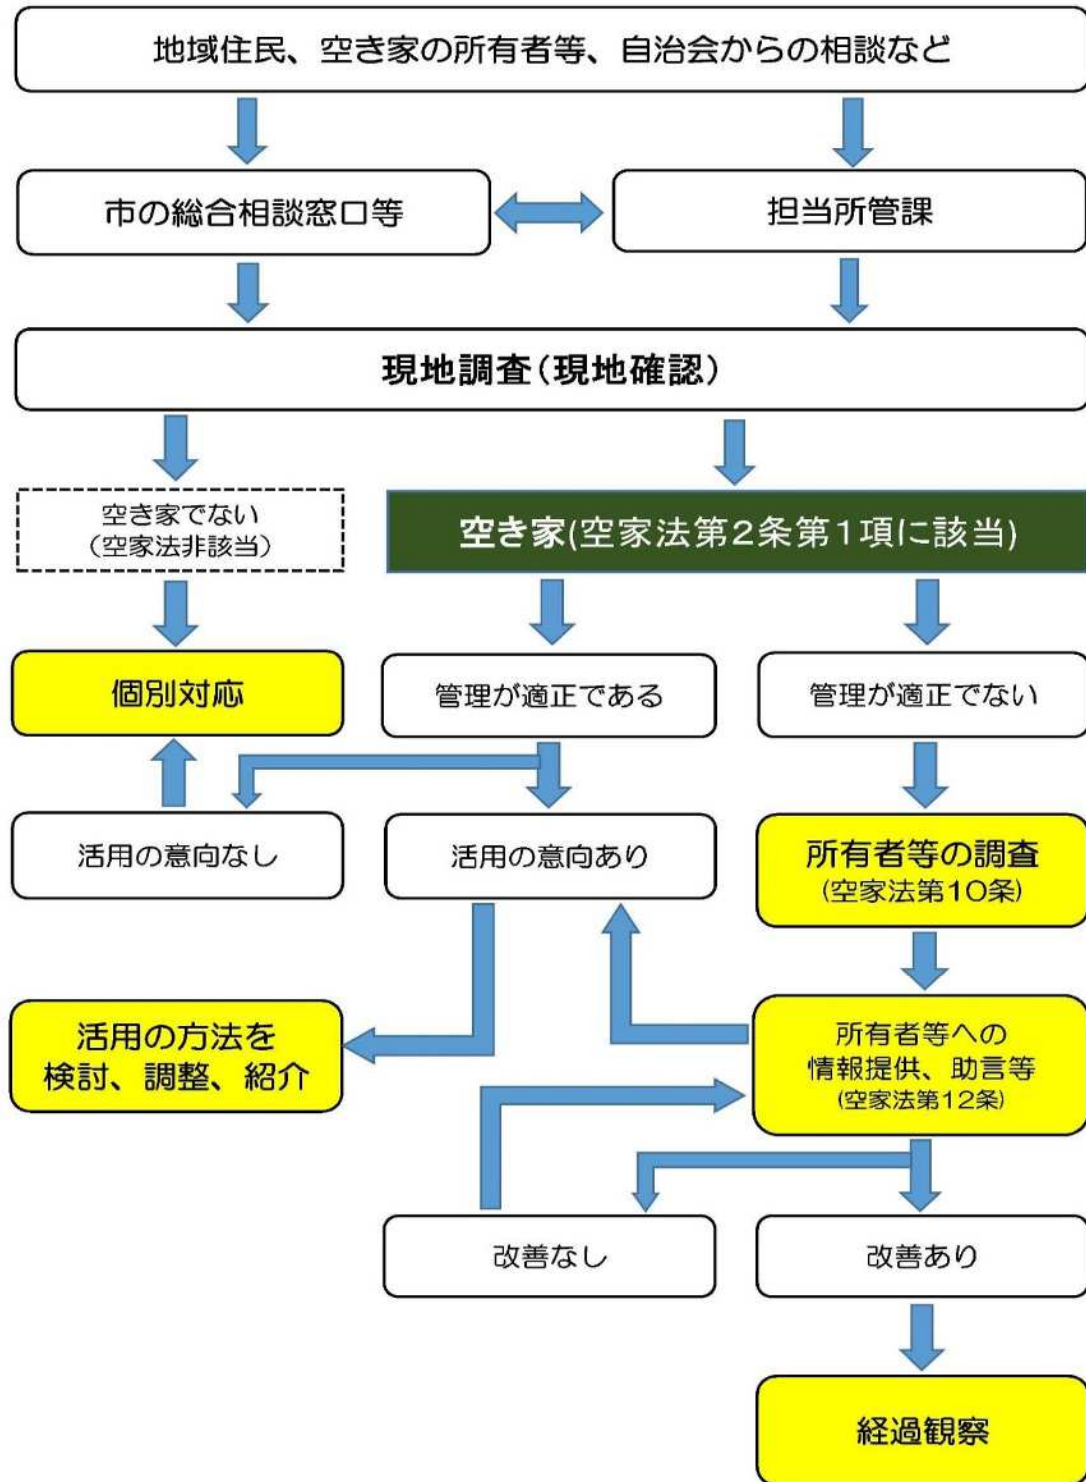 地域住民、空き家の所有者等、自治会からの相談など
市の総合相談窓口等
担当所管課
現地調査(現地確認)
空き家でない
(空家法非該当)
空き家(空家法第2条第1項に該当)
個別対応
管理が適正である
管理が適正でない
活用の意向なし
活用の意向あり
所有者等の調査
(空家法第10条)
活用の方法を
検討、調整、紹介
所有者等への
情報提供、助言等
(空家法第12条)
改善なし
改善あり
経過観察